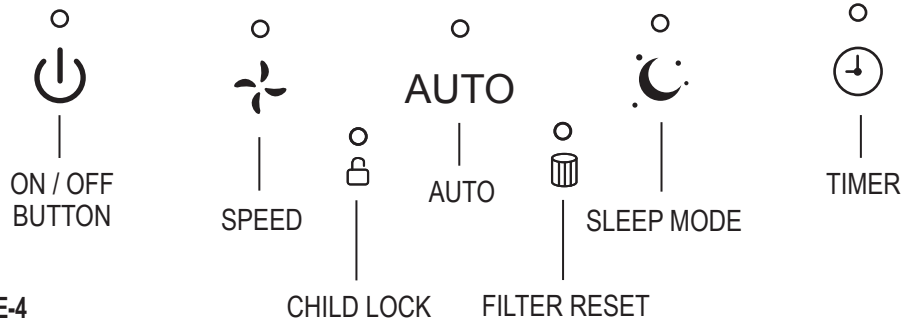 AUTO
ON / OFF
BUTTON
SPEED
AUTO
SLEEP MODE
TIMER
E-4
CHILD LOCK
FILTER RESET